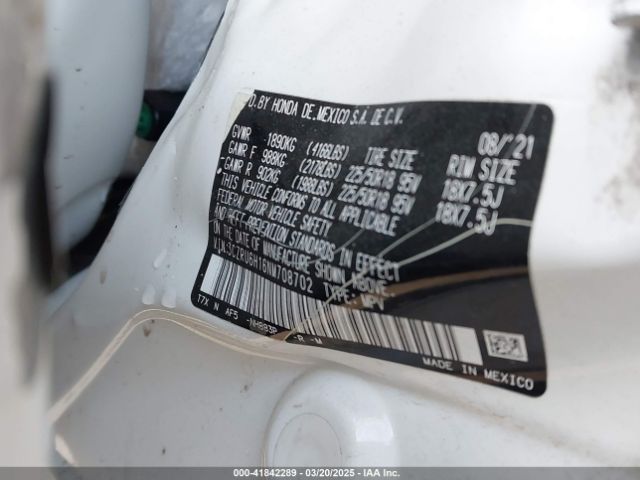 D. BY HONDA DE MEXICO S.A. DE C.V.
08/'21
GVWR 1890KG (4166LBS) TIRE SIZE RIM SIZE
GAWR F 988KG (2178LBS) 225/50R18 95V 18X7.5J
GAWR R 902KG (1988LBS) 225/50R18 95V 18X7.5J
THIS VEHICLE CONFORMS TO ALL APPLICABLE
FEDERAL MOTOR VEHICLE SAFETY
AND THEFT PREVENTION STANDARDS IN EFFECT
ON THE DATE OF MANUFACTURE SHOWN ABOVE.
TYPE: MPV
T7X N AF5 -NH883P -R -M
MADE IN MEXICO
000-41842289 - 03/20/2025 - IAA Inc.